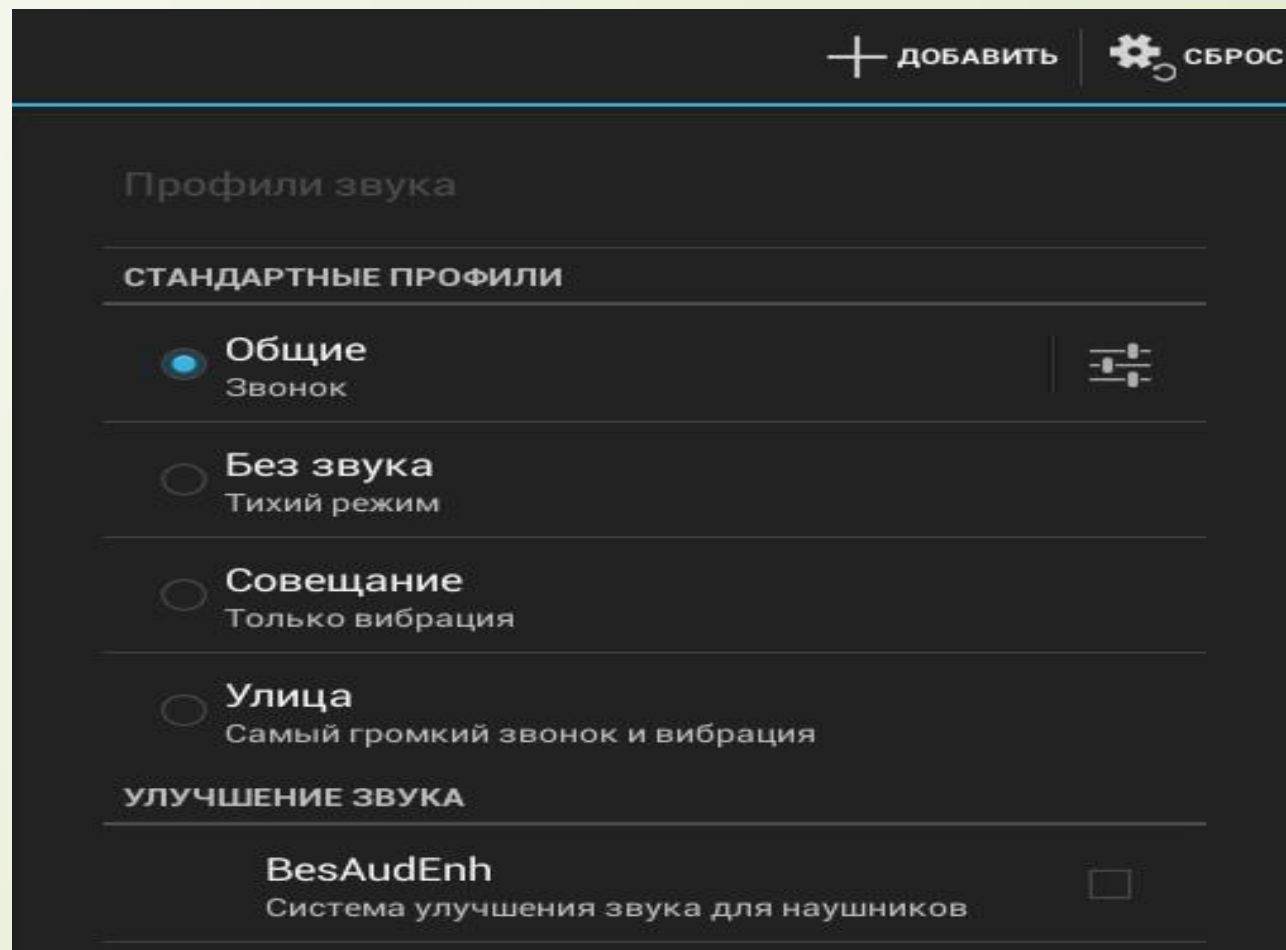 ДОБАВИТЬ СБРОС
Профили звука
СТАНДАРТНЫЕ ПРОФИЛИ
Общие
Звонок
Без звука
Тихий режим
Совещание
Только вибрация
Улица
Самый громкий звонок и вибрация
УЛУЧШЕНИЕ ЗВУКА
BesAudEnh
Система улучшения звука для наушников